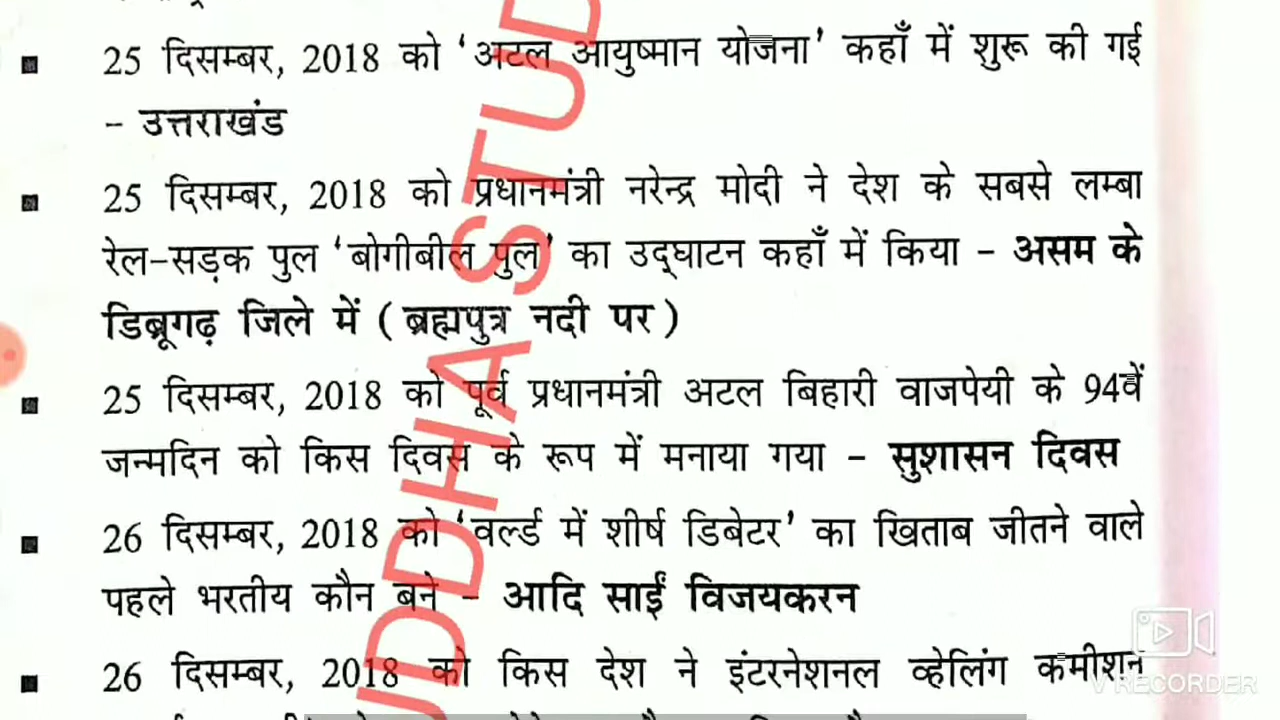 25 दिसम्बर, 2018 को ‘अटल आयुष्मान योजना’ कहाँ में शुरू की गई
– उत्तराखंड
25 दिसम्बर, 2018 को प्रधानमंत्री नरेन्द्र मोदी ने देश के सबसे लम्बा
रेल-सड़क पुल ‘बोगीबील पुल’ का उद्घाटन कहाँ में किया – असम के
डिब्रूगढ़ जिले में ( ब्रह्मपुत्र नदी पर )
25 दिसम्बर, 2018 को पूर्व प्रधानमंत्री अटल बिहारी वाजपेयी के 94वें
जन्मदिन को किस दिवस के रूप में मनाया गया – सुशासन दिवस
26 दिसम्बर, 2018 को ‘वर्ल्ड में शीर्ष डिबेटर’ का खिताब जीतने वाले
पहले भरतीय कौन बने – आदि साईं विजयकरन
26 दिसम्बर, 2018 को किस देश ने इंटरनेशनल व्हेलिंग कमीशन
UDDHA STUD
V RECORDER